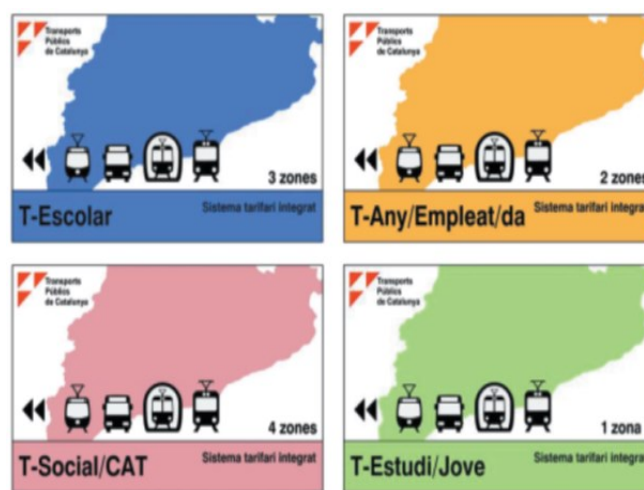 Transports
Públics
de Catalunya
3 zones
T-Escolar
Sistema tarifari integrat
Transports
Públics
de Catalunya
2 zones
T-Any/Empleat/da
Sistema tarifari integrat
Transports
Públics
de Catalunya
4 zones
T-Social/CAT
Sistema tarifari integrat
Transports
Públics
de Catalunya
1 zona
T-Estudi/Jove
Sistema tarifari integrat